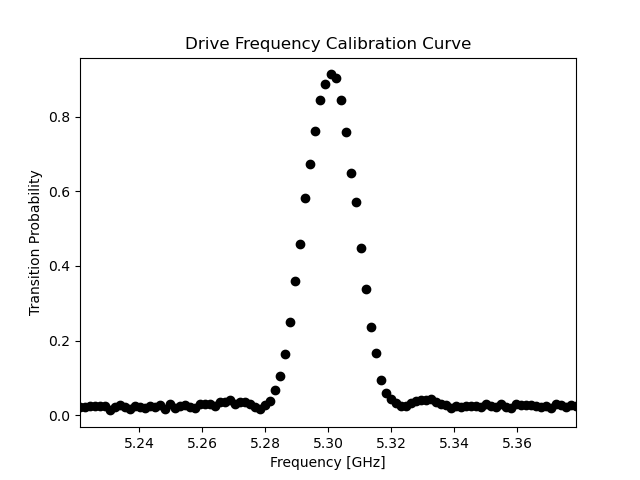 Drive Frequency Calibration Curve
Transition Probability
0.8
0.6
0.4
0.2
0.0
5.24 5.26 5.28 5.30 5.32 5.34 5.36
Frequency [GHz]